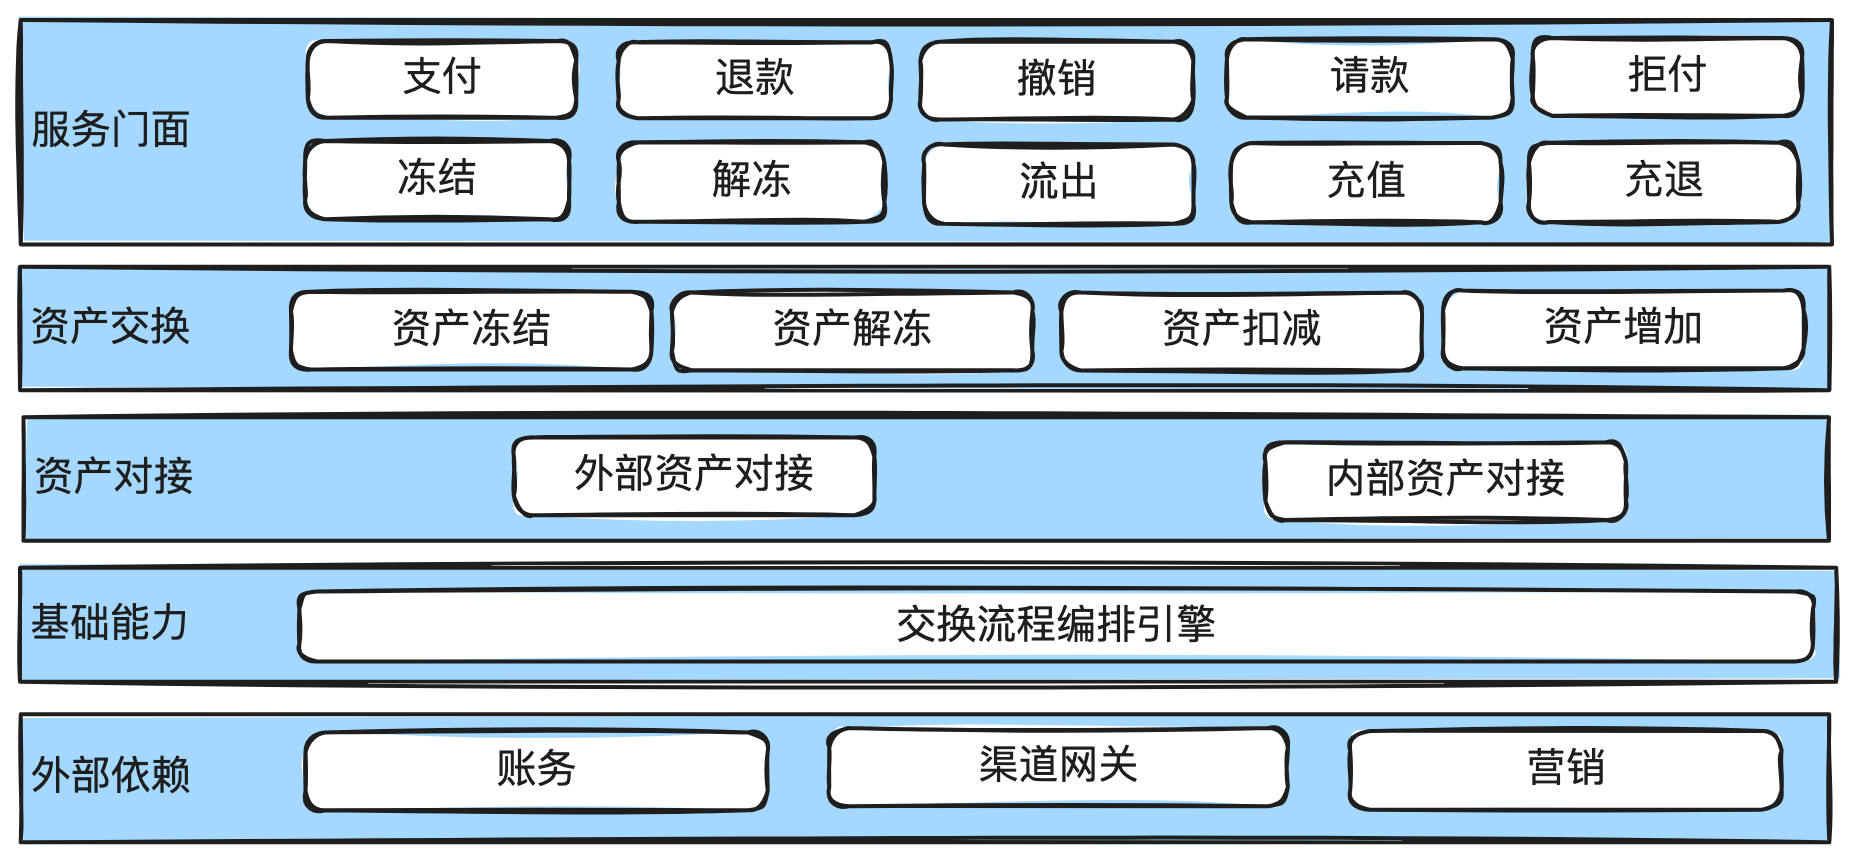 服务门面
支付
退款
撤销
请款
拒付
冻结
解冻
流出
充值
充退
资产交换
资产冻结
资产解冻
资产扣减
资产增加
资产对接
外部资产对接
内部资产对接
基础能力
交换流程编排引擎
外部依赖
账务
渠道网关
营销